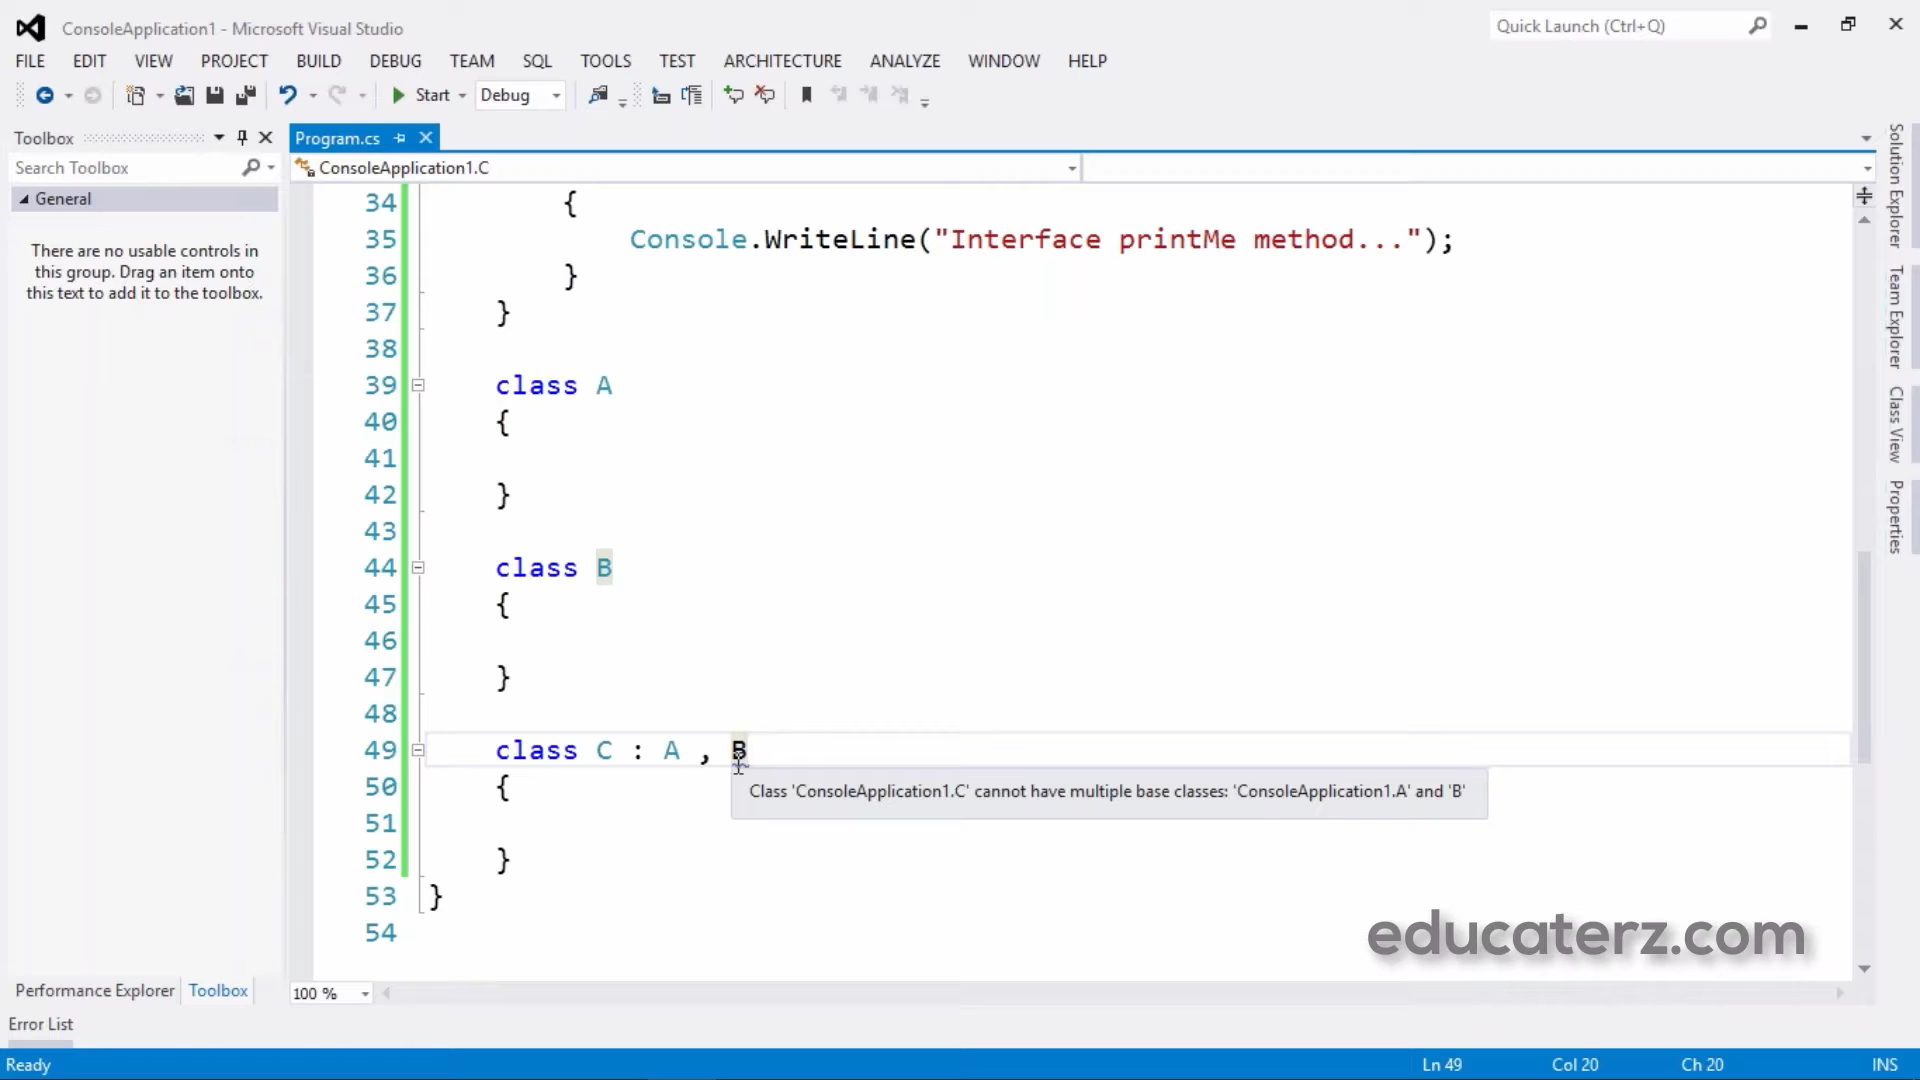 ConsoleApplication1 - Microsoft Visual Studio
Quick Launch (Ctrl+Q)
FILE EDIT VIEW PROJECT BUILD DEBUG TEAM SQL TOOLS TEST ARCHITECTURE ANALYZE WINDOW HELP
Start Debug
Toolbox
Program.cs
Search Toolbox
ConsoleApplication1.C
General
There are no usable controls in
this group. Drag an item onto
this text to add it to the toolbox.
34 {
35 Console.WriteLine("Interface printMe method...");
36 }
37 }
38
39 class A
40 {
41
42 }
43
44 class B
45 {
46
47 }
48
49 class C : A , B
50 {
Class 'ConsoleApplication1.C' cannot have multiple base classes: 'ConsoleApplication1.A' and 'B'
51
52 }
53 }
54
educaterz.com
Solution Explorer
Team Explorer
Class View
Properties
Performance Explorer Toolbox
100 %
Error List
Ready
Ln 49 Col 20 Ch 20 INS